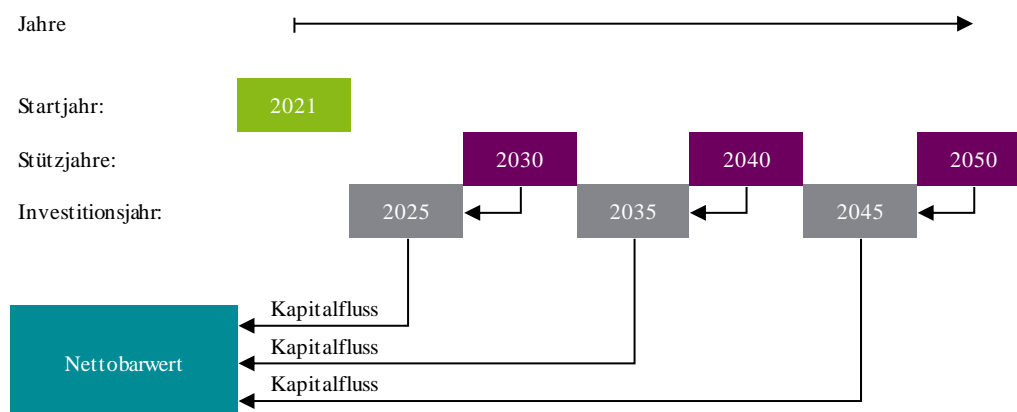 Jahre
Startjahr: 2021
Stützjahre: 2030 2040 2050
Investitionsjahr: 2025 2035 2045
Kapitalfluss
Kapitalfluss
Nettobarwert
Kapitalfluss